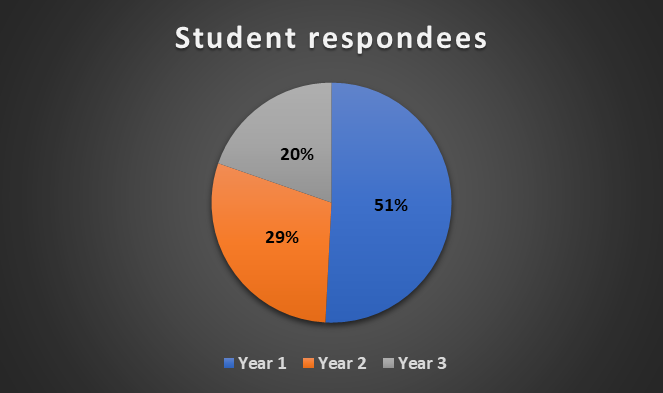 Student respondees
20%
51%
29%
Year 1 Year 2 Year 3